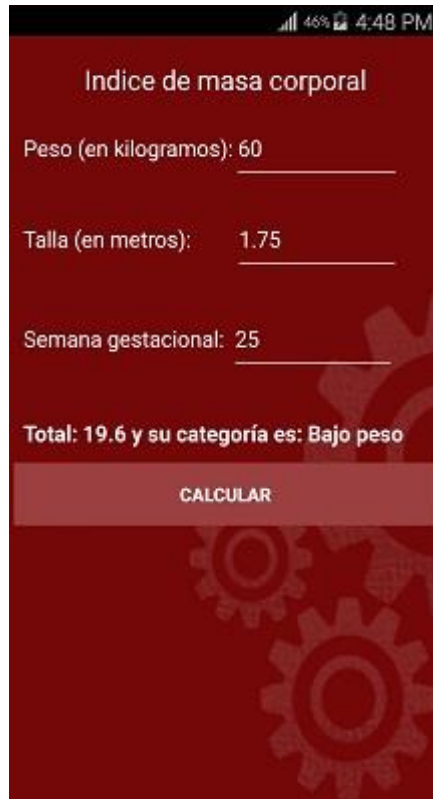 46% 4:48 PM
Indice de masa corporal
Peso (en kilogramos): 60
Talla (en metros): 1.75
Semana gestacional: 25
Total: 19.6 y su categoría es: Bajo peso
CALCULAR